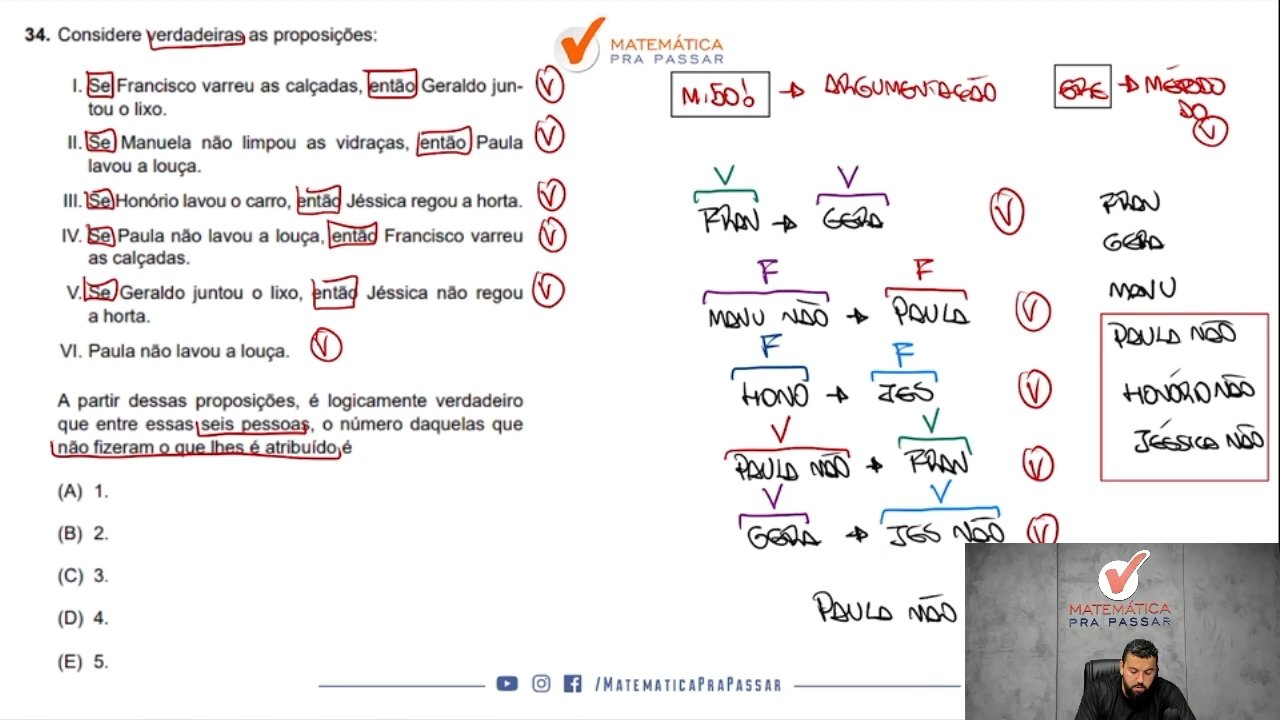 34. Considere verdadeiras as proposições:
I. Se Francisco varreu as calçadas, então Geraldo jun-
tou o lixo.
II. Se Manuela não limpou as vidraças, então Paula
lavou a louça.
III. Se Honório lavou o carro, então Jéssica regou a horta.
IV. Se Paula não lavou a louça, então Francisco varreu
as calçadas.
V. Se Geraldo juntou o lixo, então Jéssica não regou
a horta.
VI. Paula não lavou a louça.
V
V
V
V
V
V
A partir dessas proposições, é logicamente verdadeiro
que entre essas seis pessoas, o número daquelas que
não fizeram o que lhes é atribuído é
(A) 1.
(B) 2.
(C) 3.
(D) 4.
(E) 5.
MATEMÁTICA
PRA PASSAR
→ ARGUMENTAÇÃO
→ MÉTODO
DO
V
V V
FRAN → GERA V
F F
MANU NÃO → PAULA V
F F
HONO → JES V
V V
PAULA NÃO → FRAN V
V V
GERA → JES NÃO V
PAULA NÃO
FRAN
GERA
MANU
PAULA NÃO
HONÓRIO NÃO
JÉSSICA NÃO
MATEMÁTICA
PRA PASSAR
/MATEMATICAPRAPASSAR